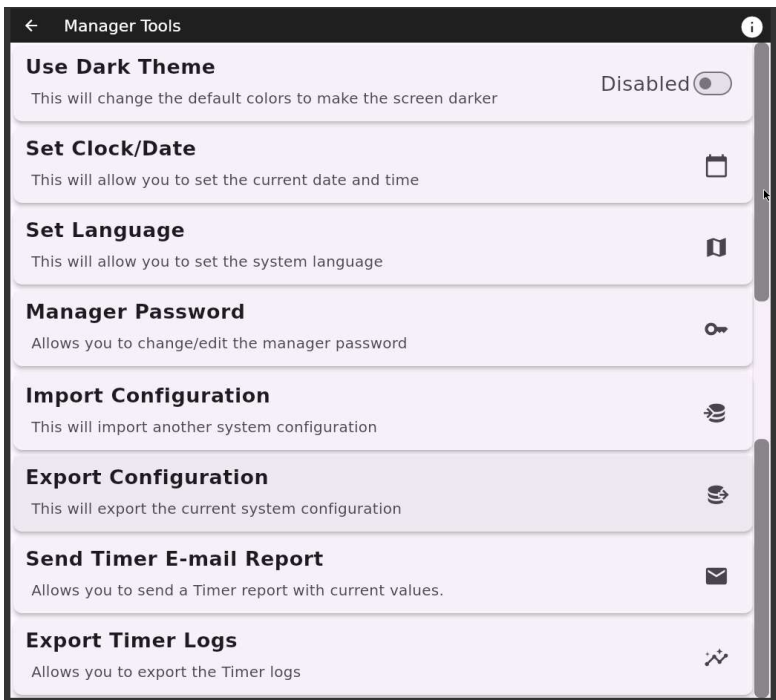 Manager Tools
Use Dark Theme
This will change the default colors to make the screen darker
Disabled
Set Clock/Date
This will allow you to set the current date and time
Set Language
This will allow you to set the system language
Manager Password
Allows you to change/edit the manager password
Import Configuration
This will import another system configuration
Export Configuration
This will export the current system configuration
Send Timer E-mail Report
Allows you to send a Timer report with current values.
Export Timer Logs
Allows you to export the Timer logs